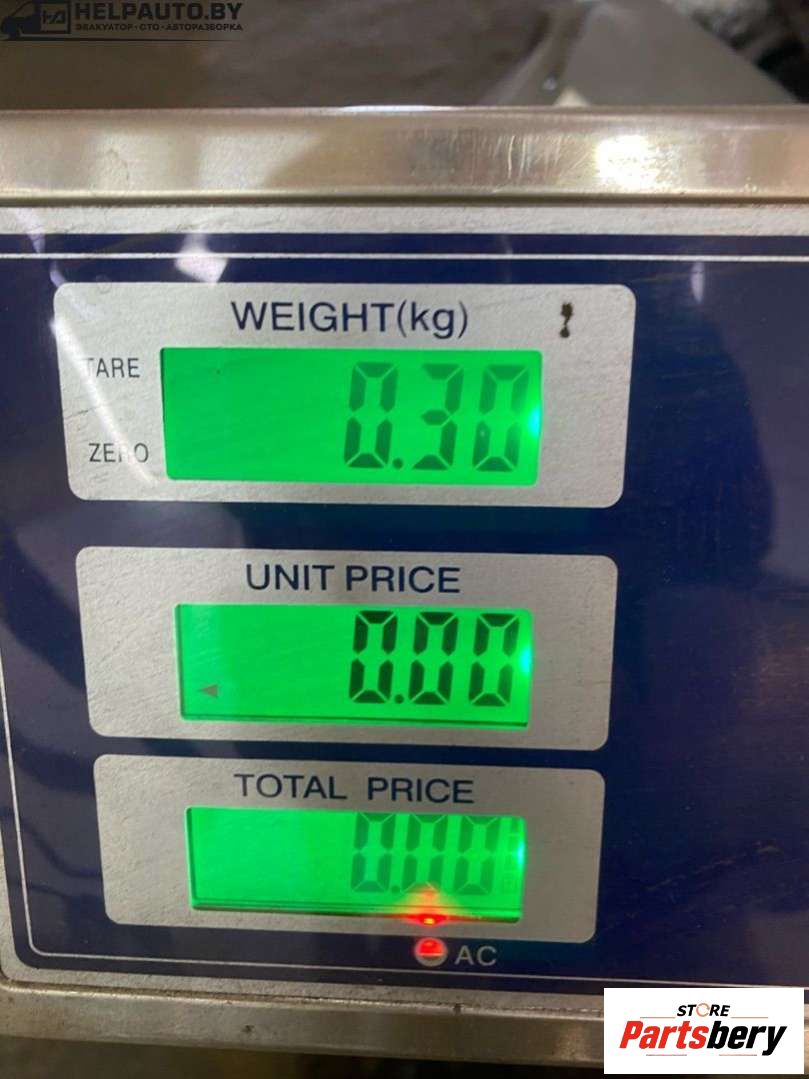 HELPAUTO.BY
ЭВАКУАТОР · СТО · АВТОРАЗБОРКА
WEIGHT(kg)
TARE
0.30
ZERO
UNIT PRICE
0.00
TOTAL PRICE
0.00
AC
STORE
Partsbery